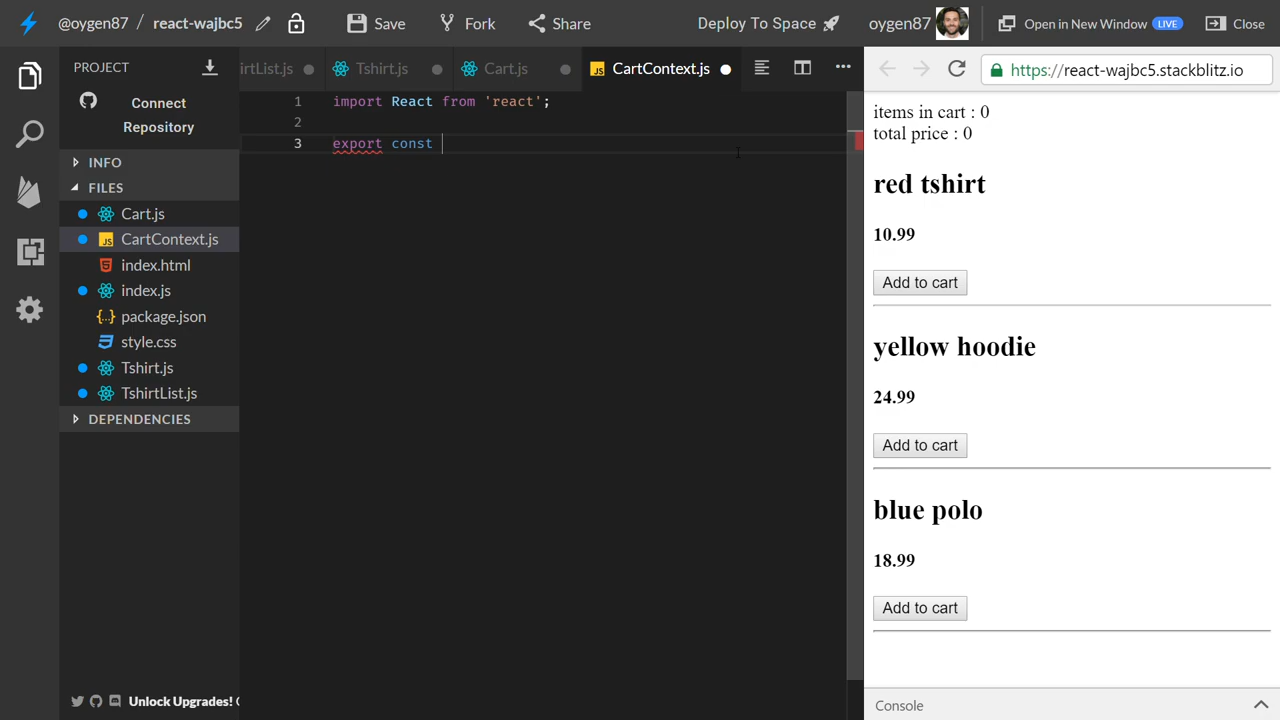 @oygen87 / react-wajbc5 Save Fork Share Deploy To Space oygen87 Open in New Window LIVE Close
PROJECT
Connect
Repository
INFO
FILES
Cart.js
JS CartContext.js
index.html
index.js
{..} package.json
style.css
Tshirt.js
TshirtList.js
DEPENDENCIES
Unlock Upgrades!
irtList.js Tshirt.js Cart.js JS CartContext.js
1 import React from 'react';
2
3 export const
https://react-wajbc5.stackblitz.io
items in cart : 0
total price : 0
red tshirt
10.99
Add to cart
yellow hoodie
24.99
Add to cart
blue polo
18.99
Add to cart
Console